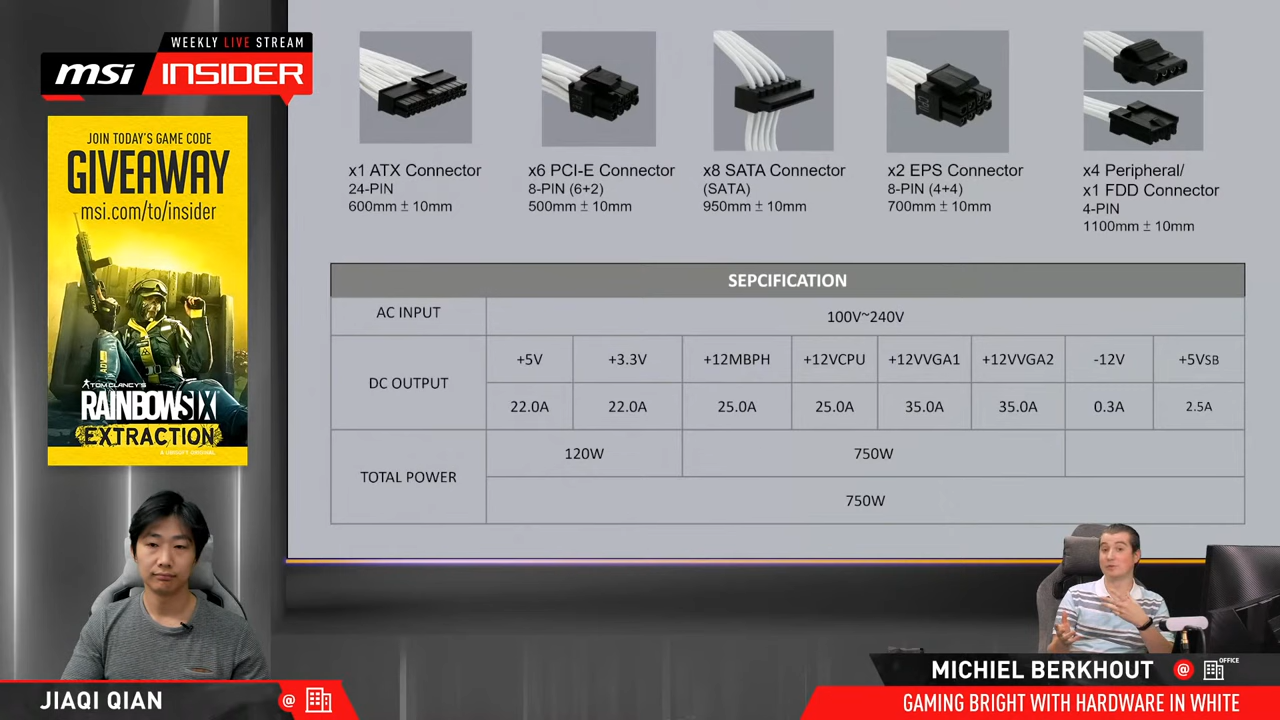 WEEKLY LIVE STREAM
msi INSIDER
JOIN TODAY'S GAME CODE
GIVEAWAY
msi.com/to/insider
TOM CLANCY'S
RAINBOW SIX
EXTRACTION
A UBISOFT ORIGINAL
x1 ATX Connector
24-PIN
600mm ± 10mm
x6 PCI-E Connector
8-PIN (6+2)
500mm ± 10mm
x8 SATA Connector
(SATA)
950mm ± 10mm
x2 EPS Connector
8-PIN (4+4)
700mm ± 10mm
x4 Peripheral/
x1 FDD Connector
4-PIN
1100mm ± 10mm
SEPCIFICATION
AC INPUT 100V~240V
DC OUTPUT
+5V +3.3V +12MBPH +12VCPU +12VVGA1 +12VVGA2 -12V +5VSB
22.0A 22.0A 25.0A 25.0A 35.0A 35.0A 0.3A 2.5A
TOTAL POWER
120W 750W
750W
JIAQI QIAN @
MICHIEL BERKHOUT @ OFFICE
GAMING BRIGHT WITH HARDWARE IN WHITE